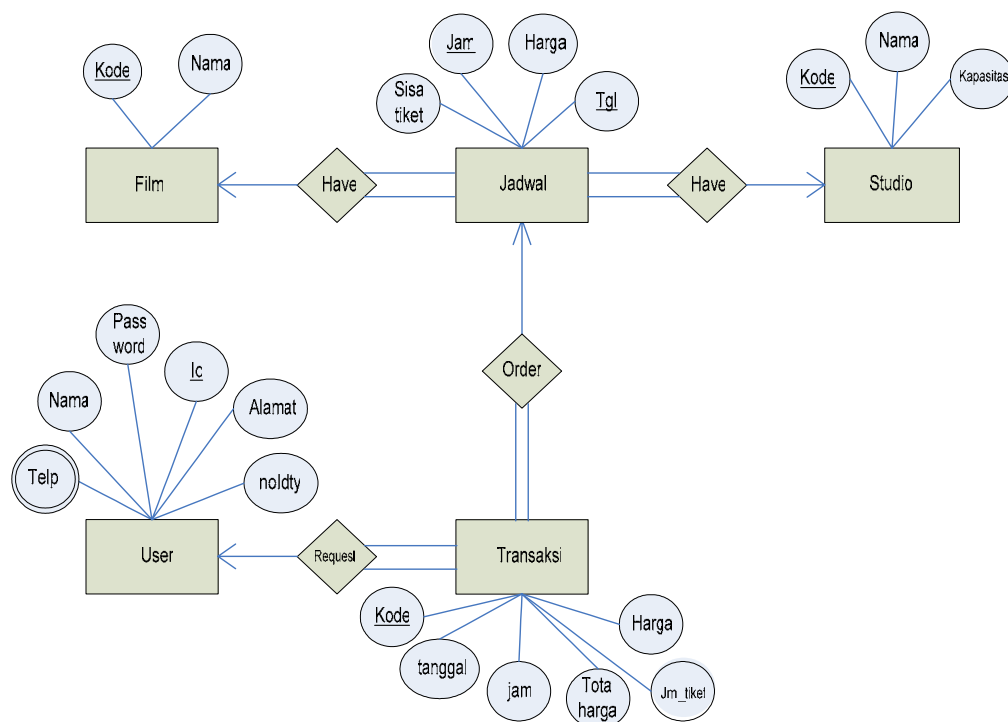 Kode
Nama
Jam
Harga
Sisa
tiket
Tgl
Kode
Nama
Kapasitas
Film
Have
Jadwal
Have
Studio
Order
Pass
word
Nama
Ic
Alamat
Telp
noIdty
User
Request
Transaksi
Kode
tanggal
jam
Tota
harga
Jm_tiket
Harga